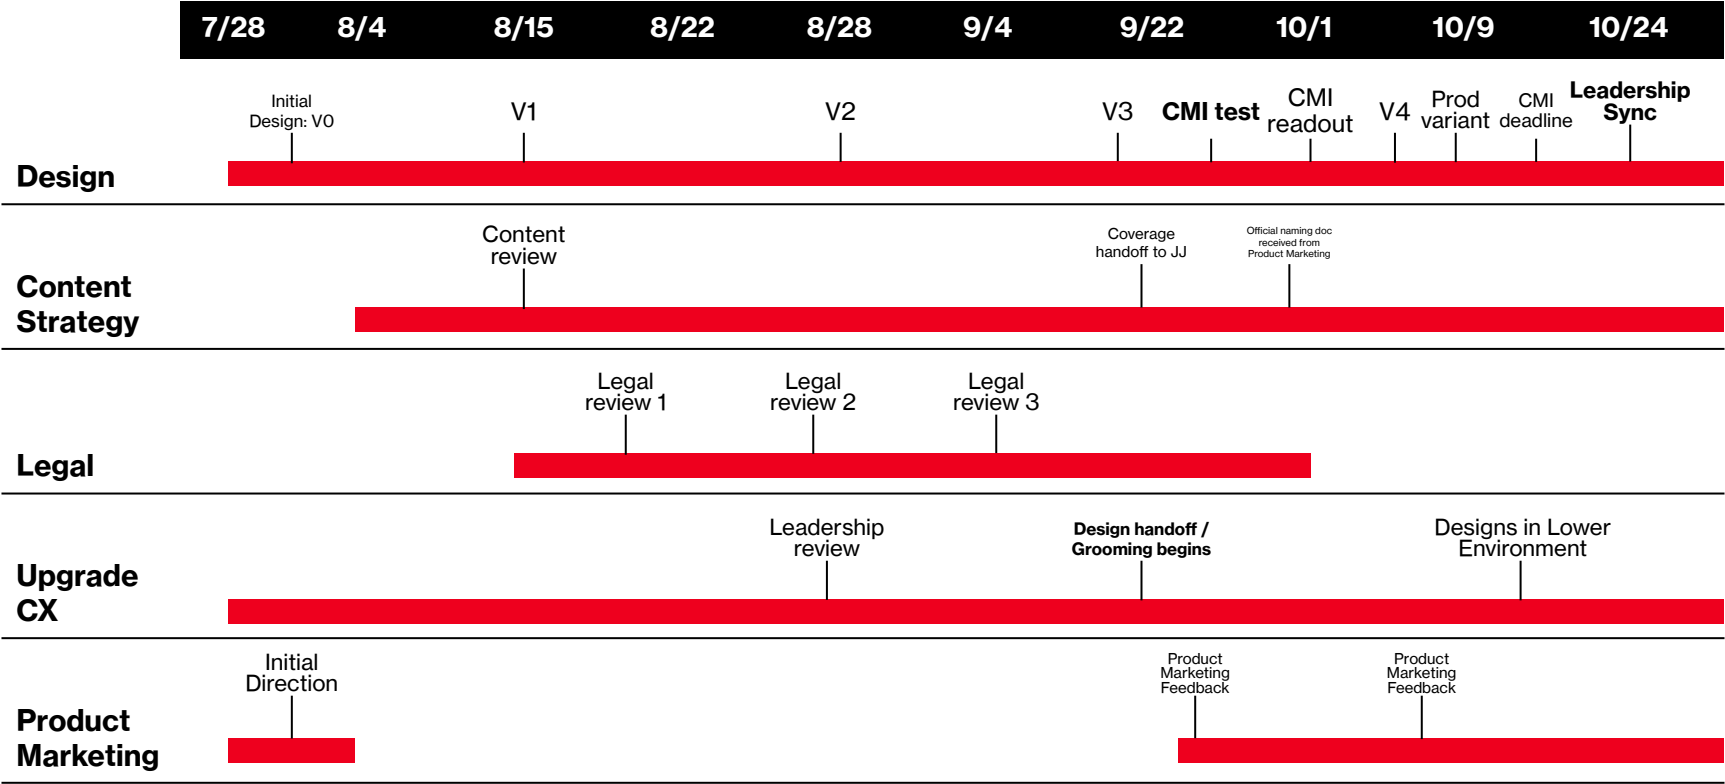 7/28 8/4 8/15 8/22 8/28 9/4 9/22 10/1 10/9 10/24
Initial
Design: V0
V1
V2
V3
CMI test
CMI
readout
V4
Prod
variant
CMI
deadline
Leadership
Sync
Design
Content
review
Coverage
handoff to JJ
Official naming doc
received from
Product Marketing
Content
Strategy
Legal
review 1
Legal
review 2
Legal
review 3
Legal
Leadership
review
Design handoff /
Grooming begins
Designs in Lower
Environment
Upgrade
CX
Initial
Direction
Product
Marketing
Feedback
Product
Marketing
Feedback
Product
Marketing